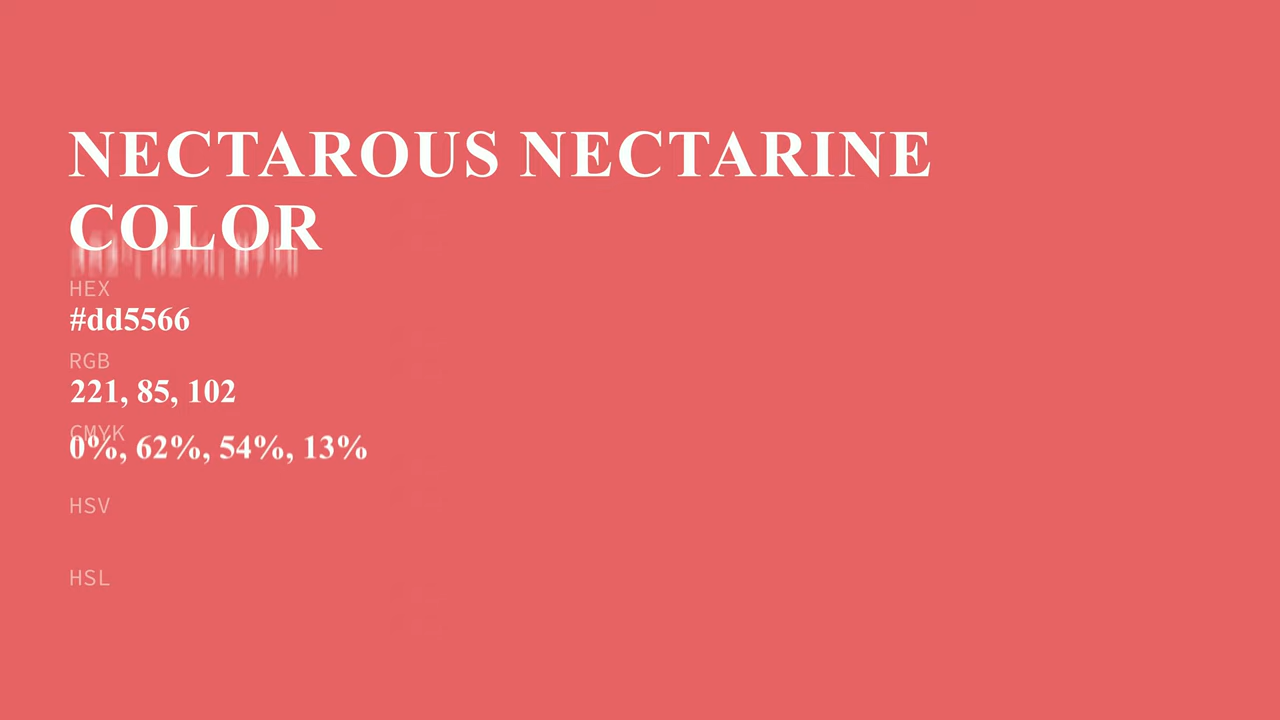 NECTAROUS NECTARINE
COLOR
HEX
#dd5566
RGB
221, 85, 102
CMYK
0%, 62%, 54%, 13%
HSV
HSL